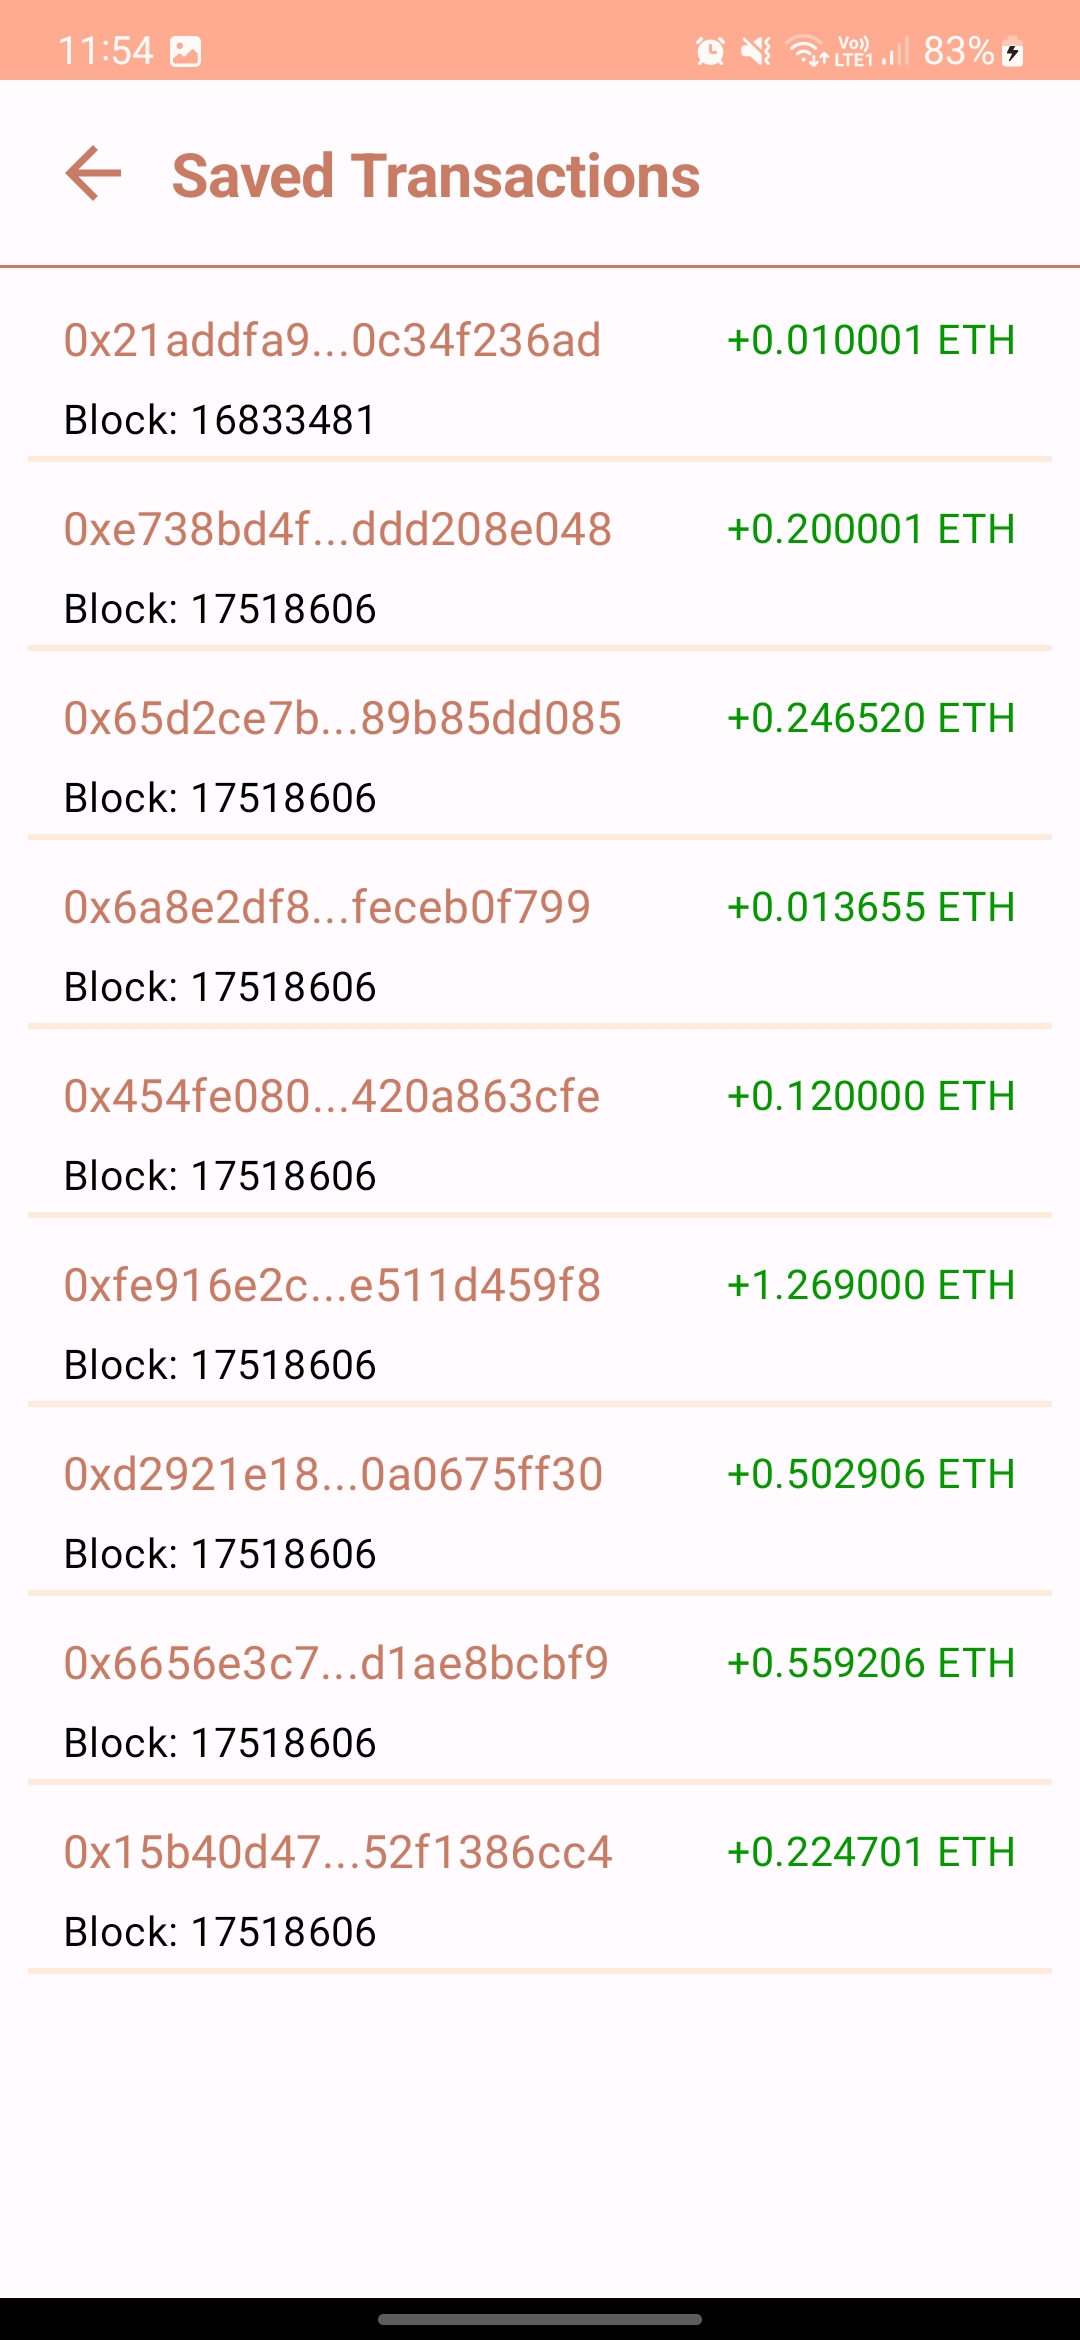 11:54 Vo)) LTE1 83%
Saved Transactions
0x21addfa9...0c34f236ad +0.010001 ETH
Block: 16833481
0xe738bd4f...ddd208e048 +0.200001 ETH
Block: 17518606
0x65d2ce7b...89b85dd085 +0.246520 ETH
Block: 17518606
0x6a8e2df8...feceb0f799 +0.013655 ETH
Block: 17518606
0x454fe080...420a863cfe +0.120000 ETH
Block: 17518606
0xfe916e2c...e511d459f8 +1.269000 ETH
Block: 17518606
0xd2921e18...0a0675ff30 +0.502906 ETH
Block: 17518606
0x6656e3c7...d1ae8bcbf9 +0.559206 ETH
Block: 17518606
0x15b40d47...52f1386cc4 +0.224701 ETH
Block: 17518606